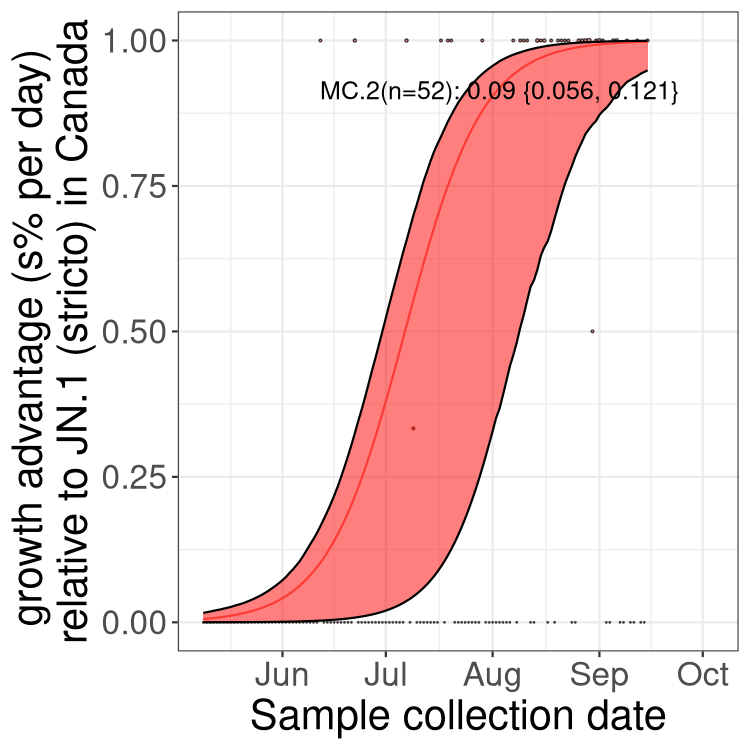 growth advantage (s% per day)
relative to JN.1 (stricto) in Canada
1.00
0.75
0.50
0.25
0.00
MC.2(n=52): 0.09 {0.056, 0.121}
Jun Jul Aug Sep Oct
Sample collection date